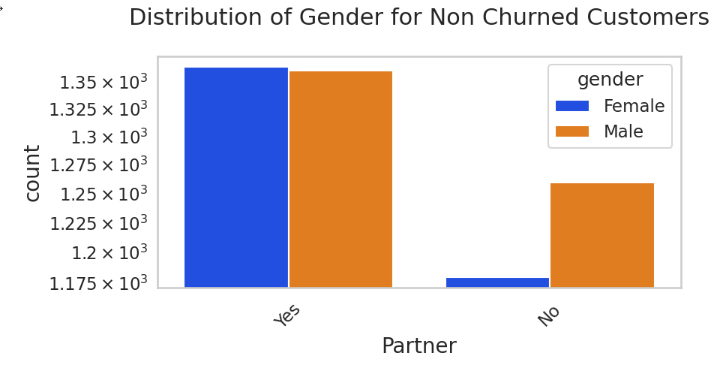 Distribution of Gender for Non Churned Customers
1.35 × 10³
1.325 × 10³
1.3 × 10³
1.275 × 10³
1.25 × 10³
1.225 × 10³
1.2 × 10³
1.175 × 10³
count
gender
Female
Male
Yes
No
Partner